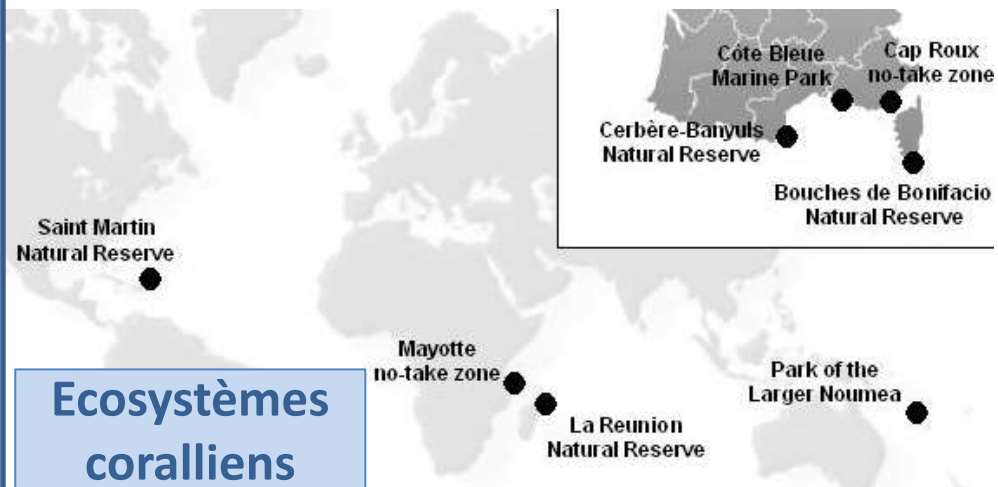 Côte Bleue
Marine Park
Cap Roux
no-take zone
Cerbère-Banyuls
Natural Reserve
Bouches de Bonifacio
Natural Reserve
Saint Martin
Natural Reserve
Mayotte
no-take zone
La Reunion
Natural Reserve
Park of the
Larger Noumea
Ecosystèmes
coralliens